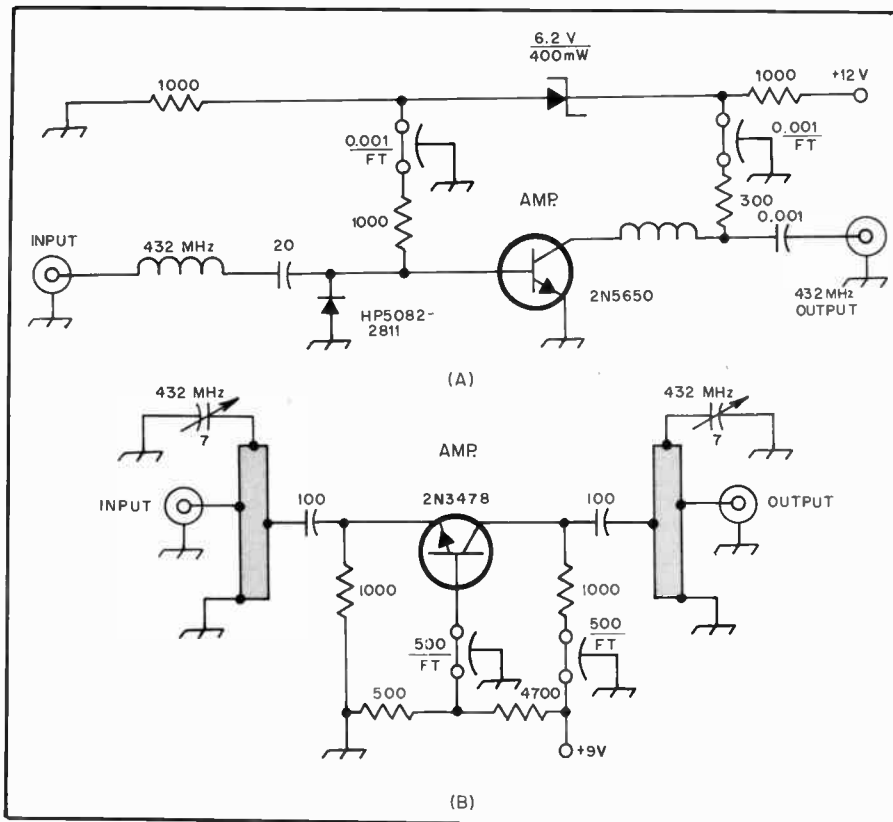 6.2 V
400mW
1000
1000
+12 V
0.001
FT
0.001
FT
1000
AMP.
300
0.001
INPUT
432 MHz
20
HP5082-
2811
2N5650
432MHz
OUTPUT
(A)
432 MHz
7
432 MHz
7
AMP.
INPUT
100
2N3478
100
OUTPUT
1000
1000
500
FT
500
FT
500
4700
+9V
(B)